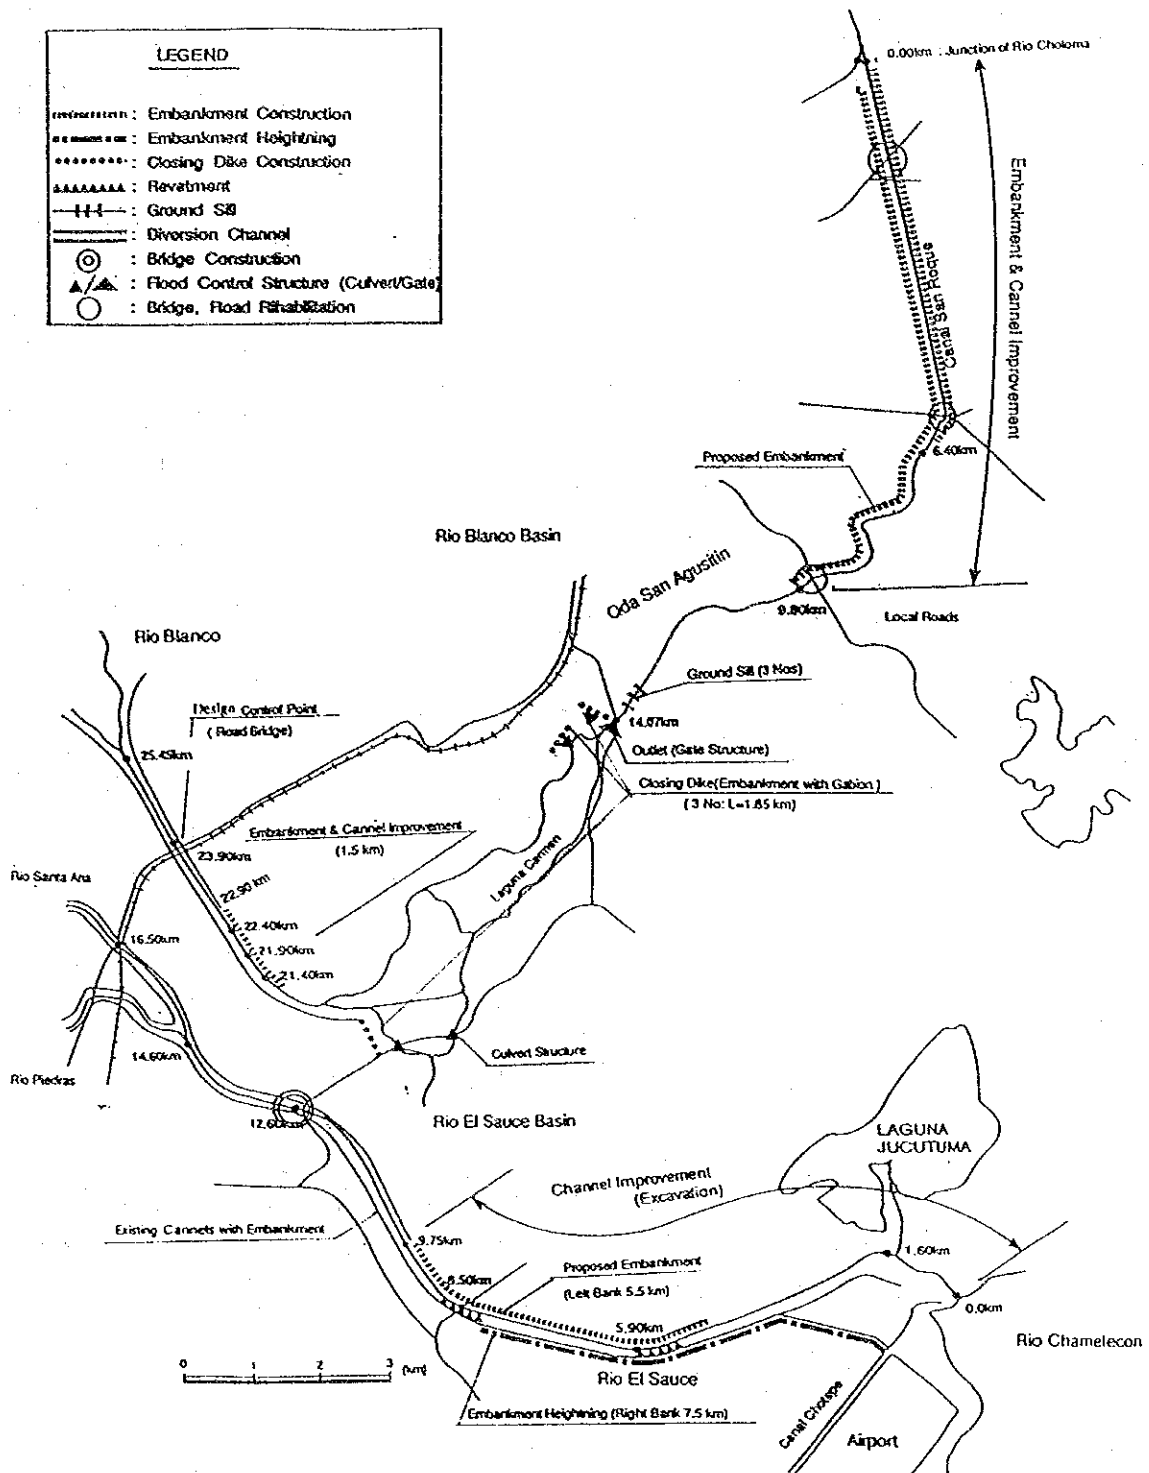 LEGEND
: Embankment Construction
: Embankment Heightning
: Closing Dike Construction
: Revetment
: Ground Sill
: Diversion Channel
: Bridge Construction
: Flood Control Structure (Culvert/Gate)
: Bridge, Road Rihabilitation
0.00km : Junction of Rio Choloma
Embankment & Cannel Improvement
Canal San Roque
6.40km
Proposed Embankment
Rio Blanco Basin
Qda San Agusitin
9.80km
Local Roads
Rio Blanco
Ground Sill (3 Nos)
Design Control Point
( Road Bridge)
14.07km
25.45km
Outlet (Gate Structure)
Closing Dike(Embankment with Gabion )
( 3 No: L=1.85 km)
Embankment & Cannel Improvement
(1.5 km)
23.90km
Laguna Carmen
Rio Santa Ana
22.90 km
22.40km
16.50km
21.90km
21.40km
14.60km
Culvert Structure
Rio Piedras
12.60km
Rio El Sauce Basin
LAGUNA
JUCUTUMA
Channel Improvement
(Excavation)
Existing Cannels with Embankment
9.75km
1.60km
Proposed Embankment
8.50km
(Left Bank 5.5 km)
0.0km
5.90km
Rio Chamelecon
0 1 2 3 (km)
Rio El Sauce
Embankment Heightning (Right Bank 7.5 km)
Canal Chotepe
Airport